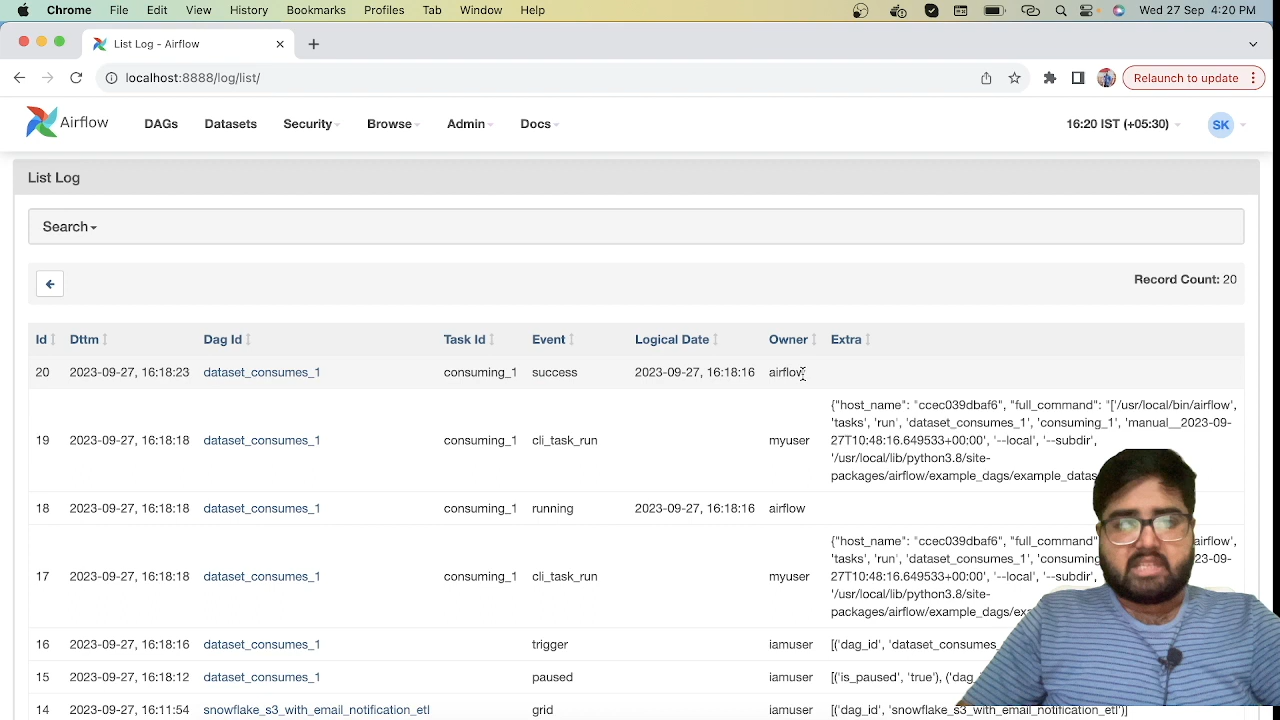 Chrome File Edit View History Bookmarks Profiles Tab Window Help Wed 27 Sep 4:20 PM
List Log - Airflow
localhost:8888/log/list/ Relaunch to update
Airflow DAGs Datasets Security Browse Admin Docs 16:20 IST (+05:30) SK
List Log
Search
Record Count: 20
Id Dttm Dag Id Task Id Event Logical Date Owner Extra
20 2023-09-27, 16:18:23 dataset_consumes_1 consuming_1 success 2023-09-27, 16:18:16 airflow
{"host_name": "ccec039dbaf6", "full_command": "['/usr/local/bin/airflow',
'tasks', 'run', 'dataset_consumes_1', 'consuming_1', 'manual__2023-09-
19 2023-09-27, 16:18:18 dataset_consumes_1 consuming_1 cli_task_run myuser 27T10:48:16.649533+00:00', '--local', '--subdir',
'/usr/local/lib/python3.8/site-
packages/airflow/example_dags/example_datas
18 2023-09-27, 16:18:18 dataset_consumes_1 consuming_1 running 2023-09-27, 16:18:16 airflow
{"host_name": "ccec039dbaf6", "full_command" airflow',
'tasks', 'run', 'dataset_consumes_1', 'consuming 2023-09-
17 2023-09-27, 16:18:18 dataset_consumes_1 consuming_1 cli_task_run myuser 27T10:48:16.649533+00:00', '--local', '--subdir',
'/usr/local/lib/python3.8/site-
packages/airflow/example_dags/exa
16 2023-09-27, 16:18:16 dataset_consumes_1 trigger iamuser [('dag_id', 'dataset_consumes_
15 2023-09-27, 16:18:12 dataset_consumes_1 paused iamuser [('is_paused', 'true'), ('dag_
14 2023-09-27, 16:11:54 snowflake_s3_with_email_notification_etl grid iamuser [('dag_id', 'snowflake_s3_with_email_notification_etl')]